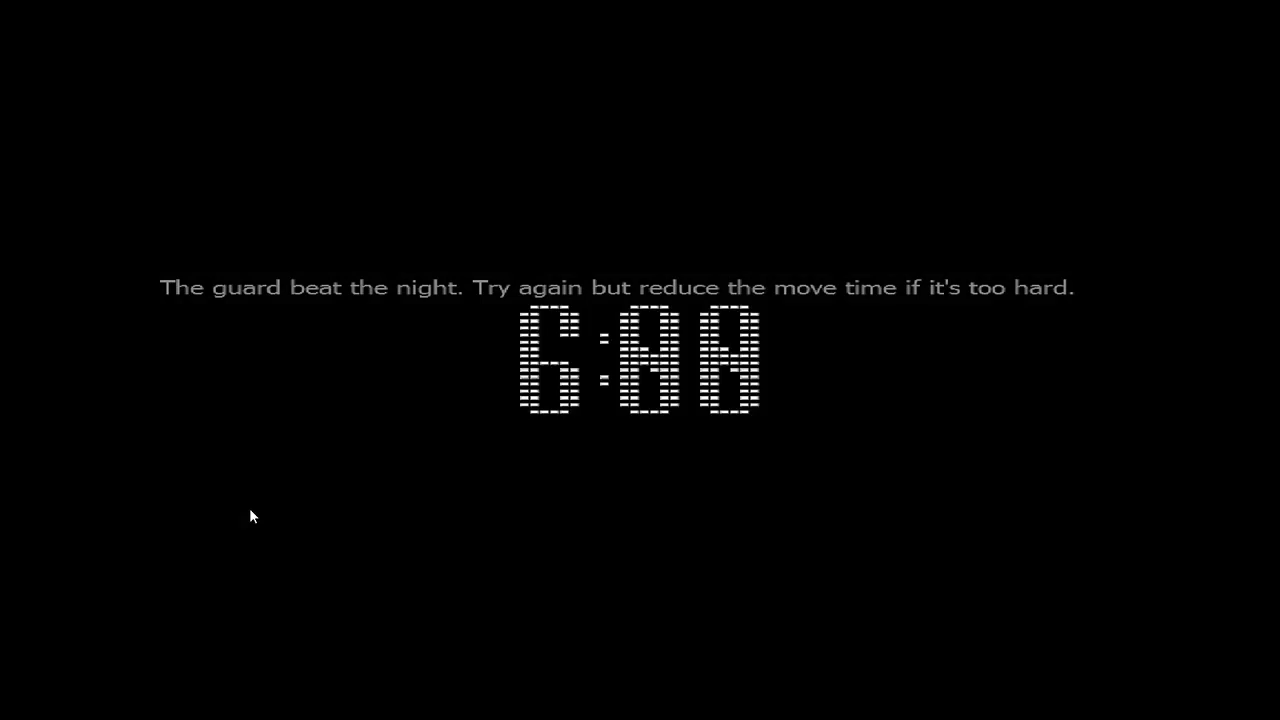 The guard beat the night. Try again but reduce the move time if it's too hard.
6:00